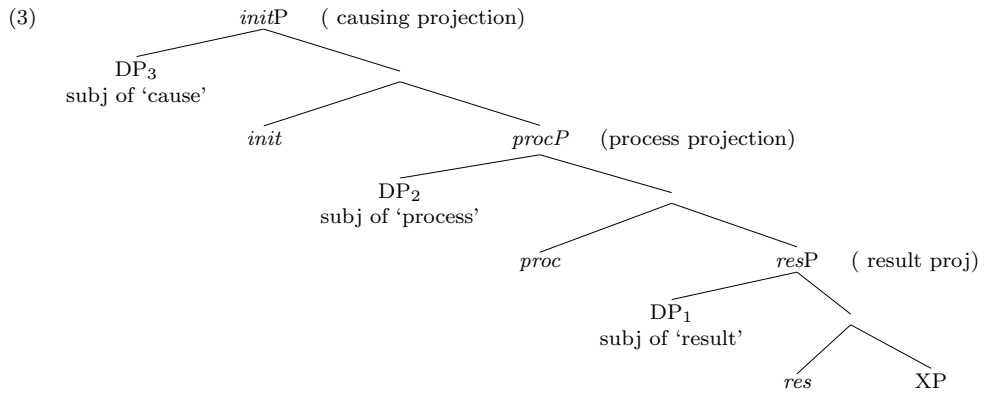 (3) initP ( causing projection)
DP3
subj of ‘cause’
init procP (process projection)
DP2
subj of ‘process’
proc resP ( result proj)
DP1
subj of ‘result’
res XP